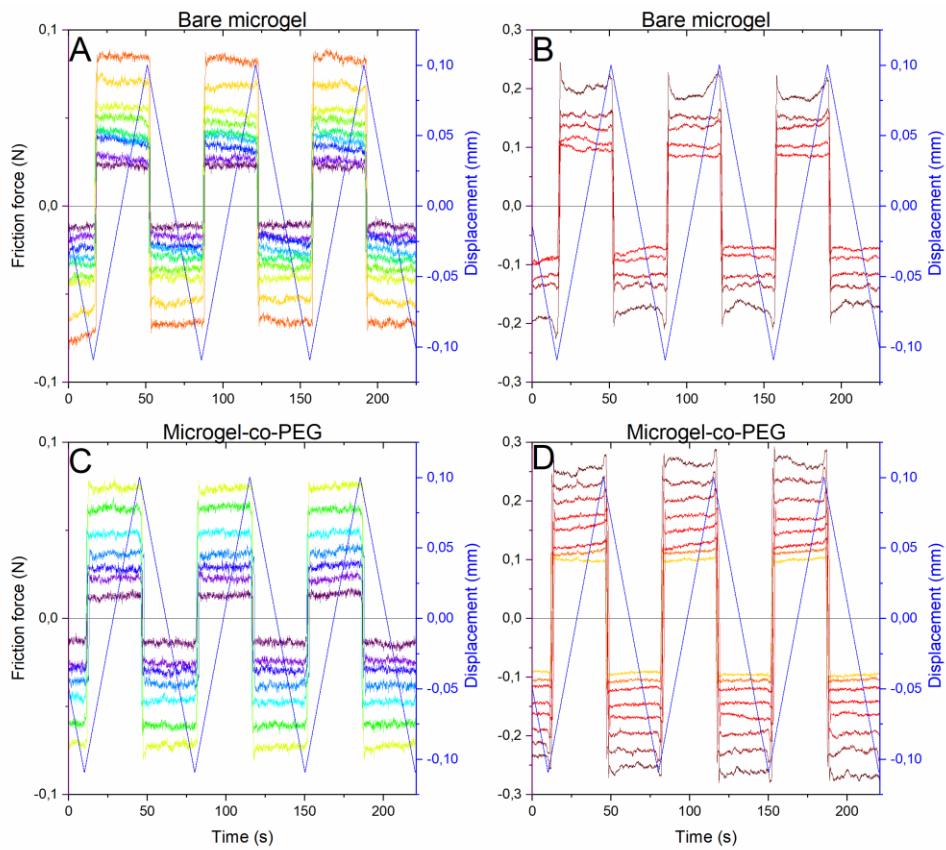 Bare microgel
A
Friction force (N)
0,1
0,0
-0,1
0,10
0,05
0,00
-0,05
-0,10
Displacement (mm)
0 50 100 150 200
Bare microgel
B
0,3
0,2
0,1
0,0
-0,1
-0,2
-0,3
0,10
0,05
0,00
-0,05
-0,10
Displacement (mm)
0 50 100 150 200
Microgel-co-PEG
C
Friction force (N)
0,1
0,0
-0,1
0,10
0,05
0,00
-0,05
-0,10
Displacement (mm)
0 50 100 150 200
Time (s)
Microgel-co-PEG
D
0,3
0,2
0,1
0,0
-0,1
-0,2
-0,3
0,10
0,05
0,00
-0,05
-0,10
Displacement (mm)
0 50 100 150 200
Time (s)